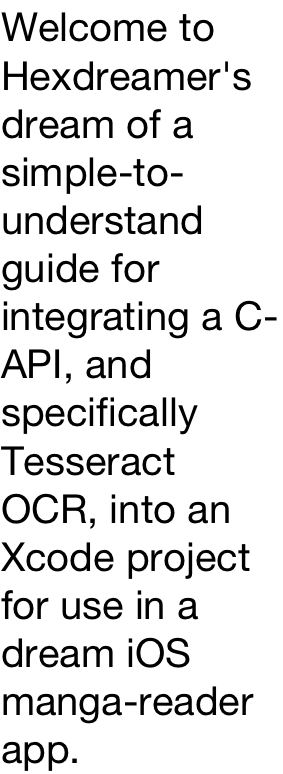 Welcome to
Hexdreamer's
dream of a
simple-to-
understand
guide for
integrating a C-
API, and
specifically
Tesseract
OCR, into an
Xcode project
for use in a
dream iOS
manga-reader
app.